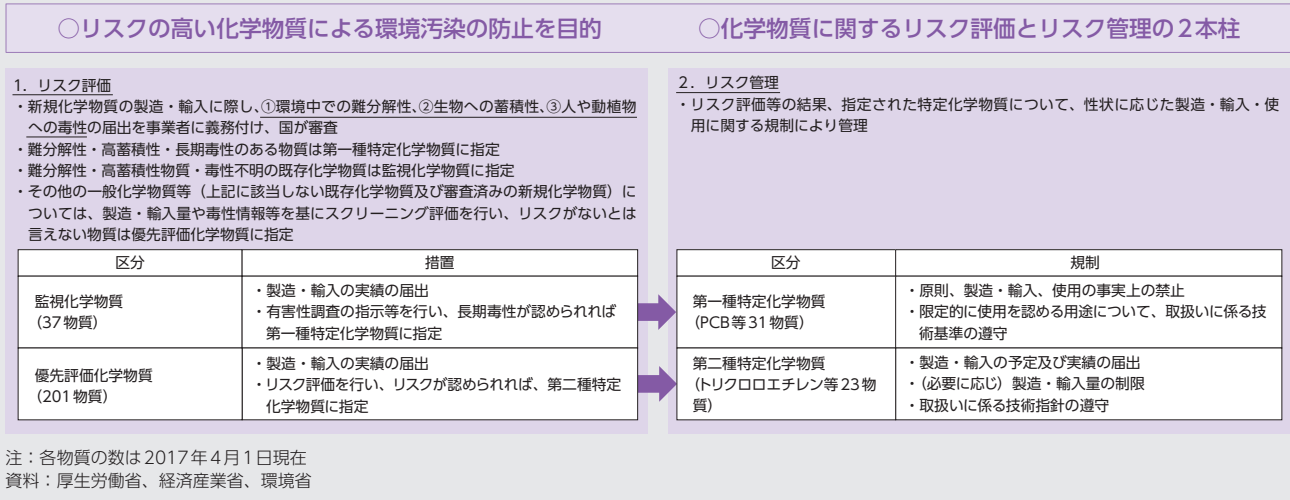 ○リスクの高い化学物質による環境汚染の防止を目的
○化学物質に関するリスク評価とリスク管理の2本柱
1．リスク評価
・新規化学物質の製造・輸入に際し、①環境中での難分解性、②生物への蓄積性、③人や動植物
への毒性の届出を事業者に義務付け、国が審査
・難分解性・高蓄積性・長期毒性のある物質は第一種特定化学物質に指定
・難分解性・高蓄積性物質・毒性不明の既存化学物質は監視化学物質に指定
・その他の一般化学物質等（上記に該当しない既存化学物質及び審査済みの新規化学物質）に
ついては、製造・輸入量や毒性情報等を基にスクリーニング評価を行い、リスクがないとは
言えない物質は優先評価化学物質に指定
区分
措置
監視化学物質
（37物質）
・製造・輸入の実績の届出
・有害性調査の指示等を行い、長期毒性が認められれば
第一種特定化学物質に指定
優先評価化学物質
（201物質）
・製造・輸入の実績の届出
・リスク評価を行い、リスクが認められれば、第二種特定
化学物質に指定
2．リスク管理
・リスク評価等の結果、指定された特定化学物質について、性状に応じた製造・輸入・使
用に関する規制により管理
区分
規制
第一種特定化学物質
（PCB等31物質）
・原則、製造・輸入、使用の事実上の禁止
・限定的に使用を認める用途について、取扱いに係る技
術基準の遵守
第二種特定化学物質
（トリクロロエチレン等23物
質）
・製造・輸入の予定及び実績の届出
・（必要に応じ）製造・輸入量の制限
・取扱いに係る技術指針の遵守
注：各物質の数は2017年4月1日現在
資料：厚生労働省、経済産業省、環境省